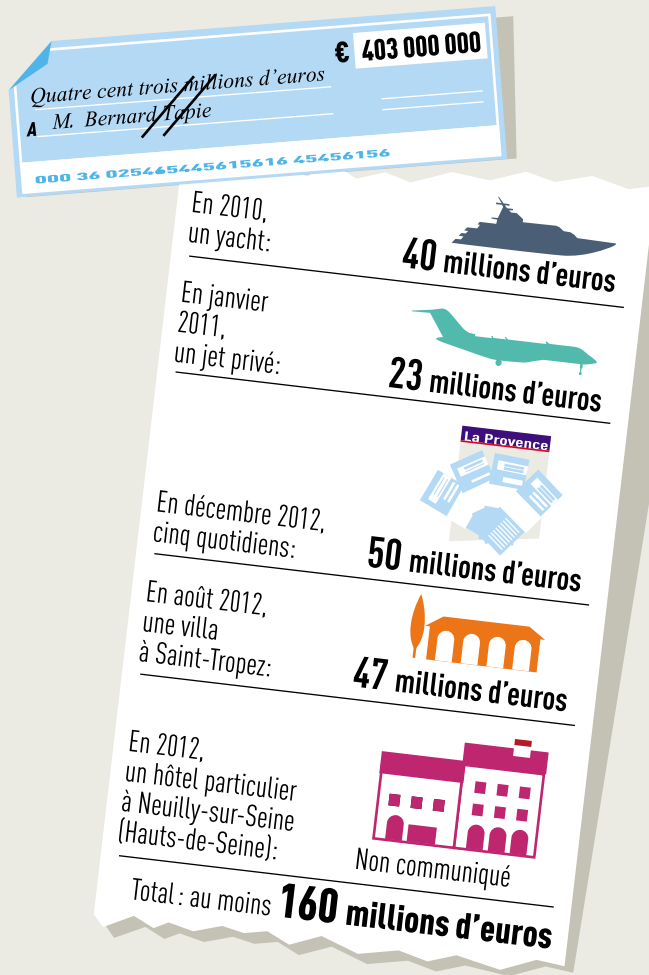 € 403 000 000
Quatre cent trois millions d'euros
A M. Bernard Tapie
000 36 025465445615616 45456156
En 2010,
un yacht:
40 millions d'euros
En janvier
2011,
un jet privé:
23 millions d'euros
La Provence
En décembre 2012,
cinq quotidiens:
50 millions d'euros
En août 2012,
une villa
à Saint-Tropez:
47 millions d'euros
En 2012,
un hôtel particulier
à Neuilly-sur-Seine
(Hauts-de-Seine):
Non communiqué
Total : au moins 160 millions d'euros